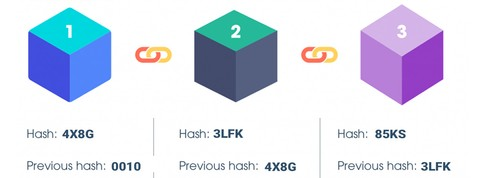 1
2
3
Hash: 4X8G
Previous hash: 0010
Hash: 3LFK
Previous hash: 4X8G
Hash: 85KS
Previous hash: 3LFK